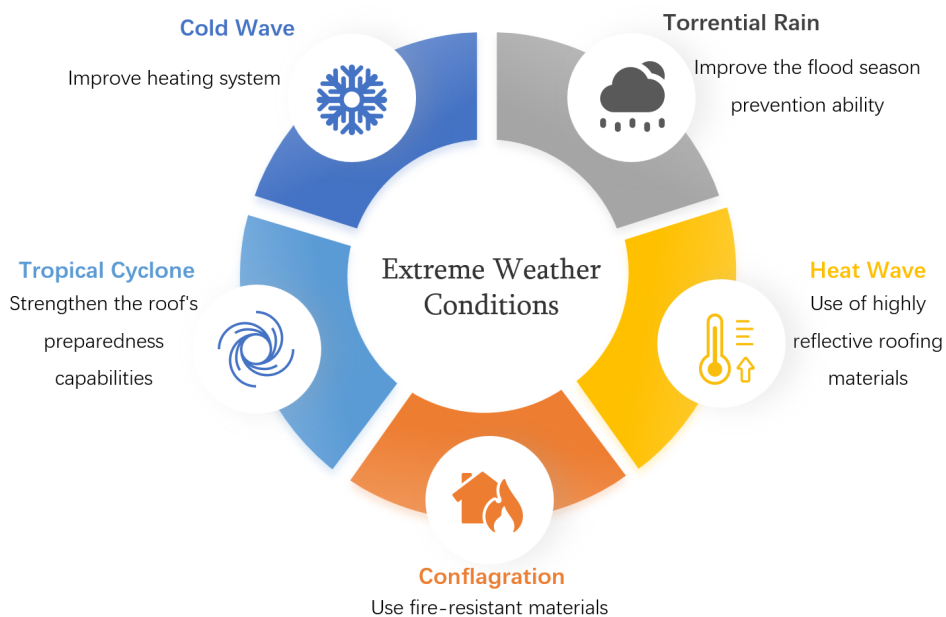 Cold Wave
Improve heating system
Torrential Rain
Improve the flood season
prevention ability
Extreme Weather
Conditions
Tropical Cyclone
Strengthen the roof's
preparedness
capabilities
Heat Wave
Use of highly
reflective roofing
materials
Conflagration
Use fire-resistant materials